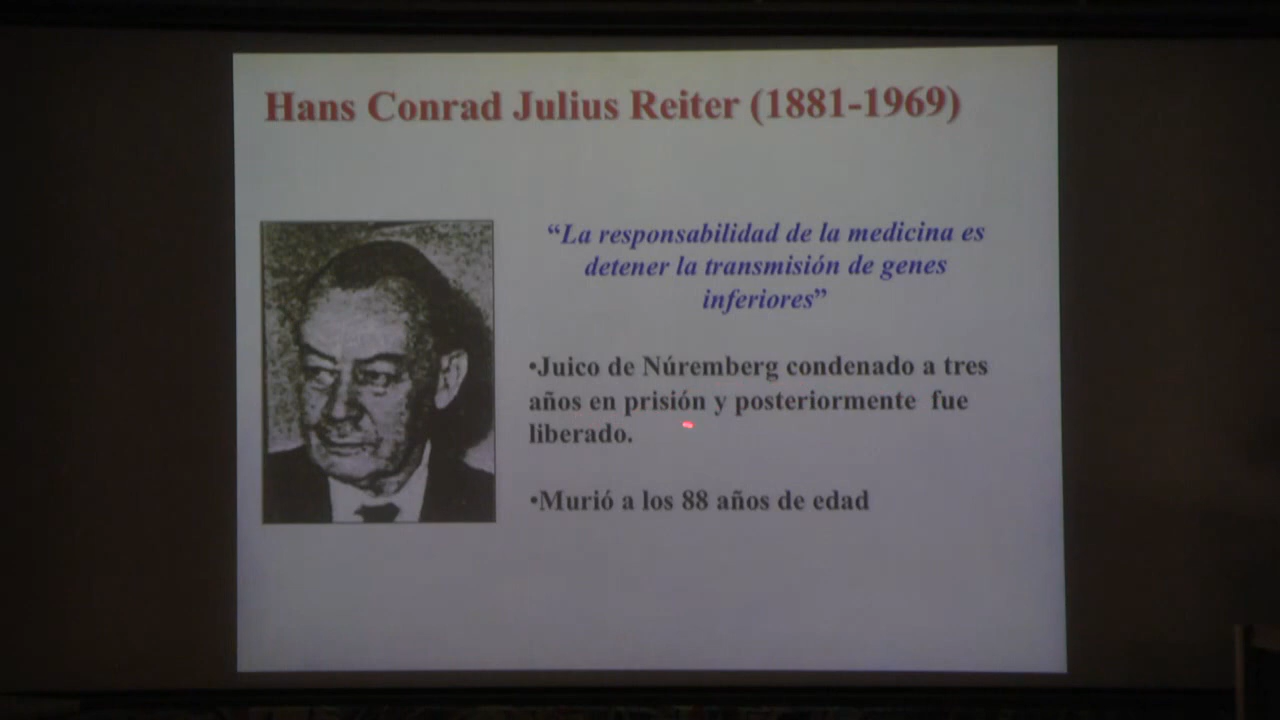 Hans Conrad Julius Reiter (1881-1969)
“La responsabilidad de la medicina es
detener la transmisión de genes
inferiores”
•Juico de Núremberg condenado a tres
años en prisión y posteriormente fue
liberado.
•Murió a los 88 años de edad